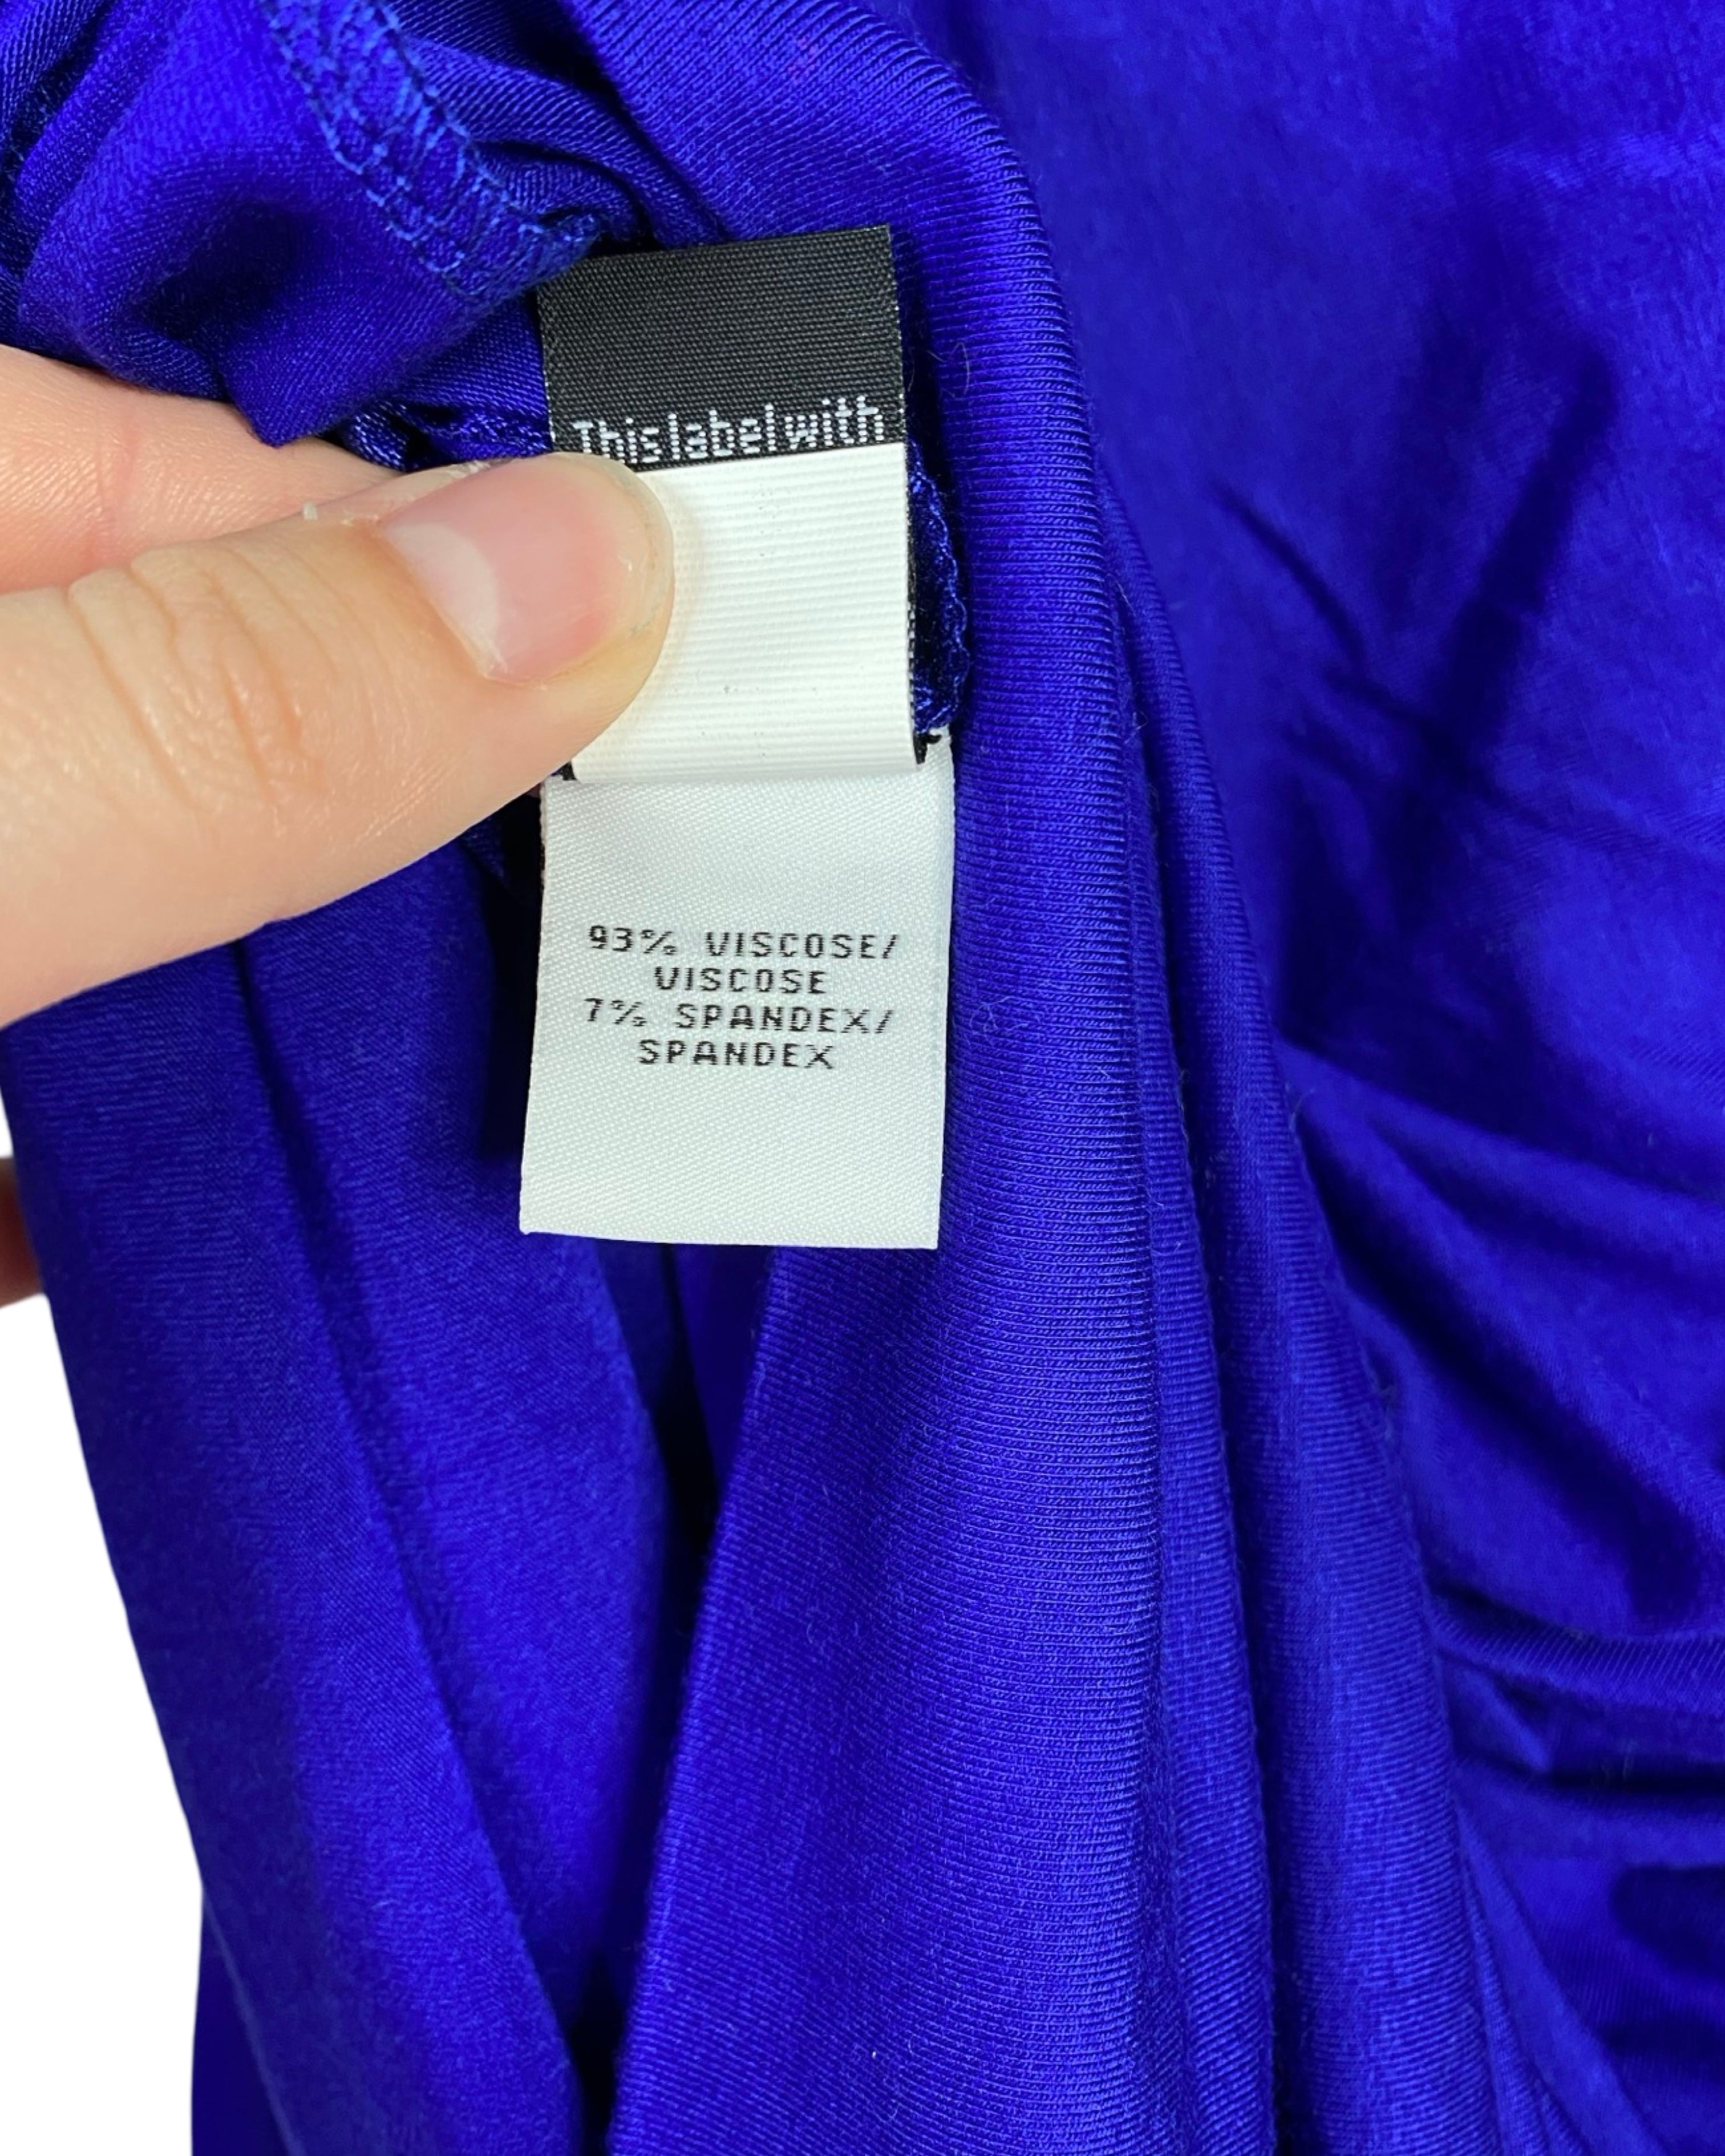 This label with
93% VISCOSE/
VISCOSE
7% SPANDEX/
SPANDEX